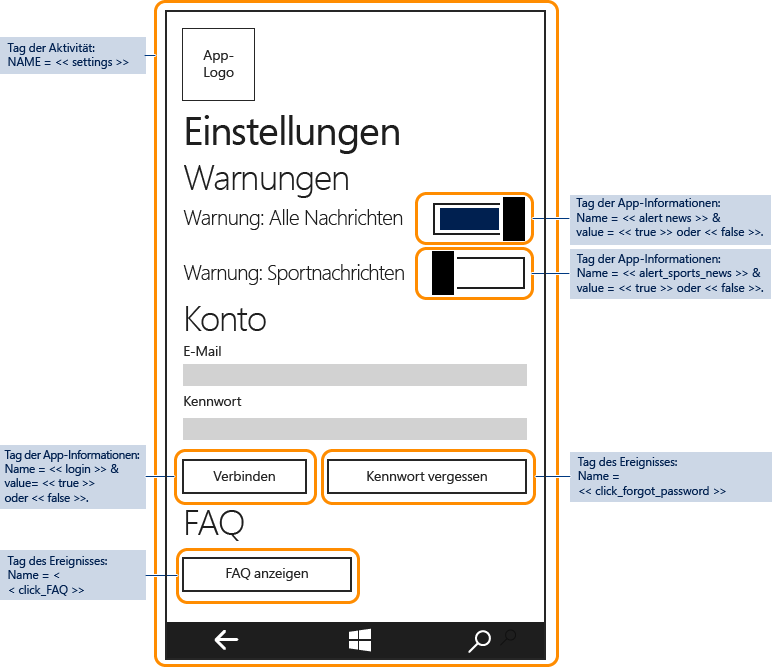 Tag der Aktivität:
NAME = << settings >>
App-
Logo
Einstellungen
Warnungen
Warnung: Alle Nachrichten
Tag der App-Informationen:
Name = << alert news >> &
value = << true >> oder << false >>.
Warnung: Sportnachrichten
Tag der App-Informationen:
Name = << alert_sports_news >> &
value = << true >> oder << false >>.
Konto
E-Mail
Kennwort
Tag der App-Informationen:
Name = << login >> &
value= << true >>
oder << false >>.
Verbinden
Kennwort vergessen
Tag des Ereignisses:
Name =
<< click_forgot_password >>
FAQ
Tag des Ereignisses:
Name = <
< click_FAQ >>
FAQ anzeigen